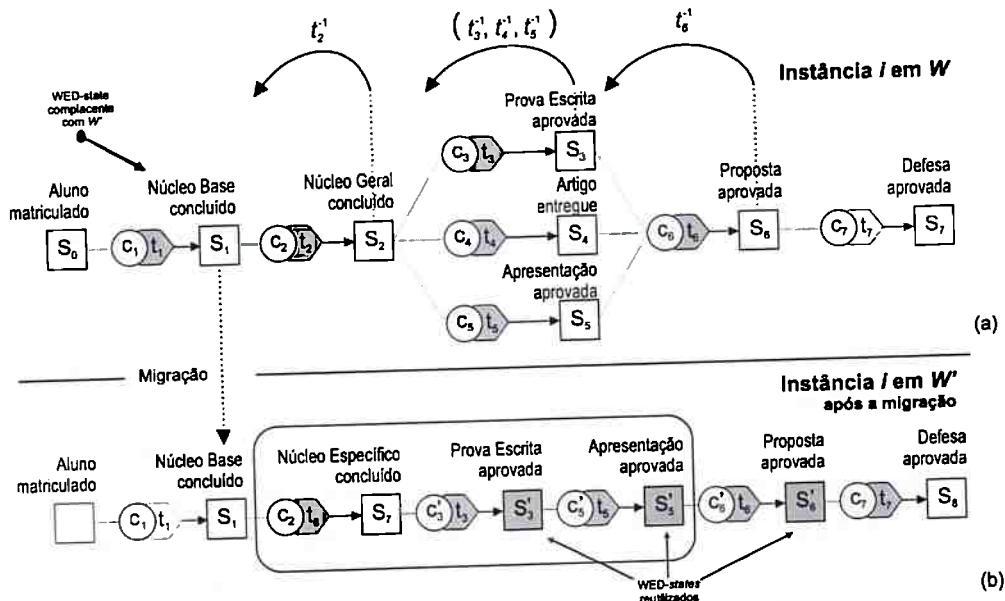 t₂⁻¹
( t₃⁻¹, t₄⁻¹, t₅⁻¹ )
t₆⁻¹
Instância i em W
WED-state
complacente
com W'
Aluno
matriculado
Núcleo Base
concluído
Núcleo Geral
concluído
Prova Escrita
aprovada
Artigo
entregue
Apresentação
aprovada
Proposta
aprovada
Defesa
aprovada
S₀ C₁ t₁ S₁ C₂ t₂ S₂
C₃ t₃ S₃
C₄ t₄ S₄
C₅ t₅ S₅
C₆ t₆ S₆ C₇ t₇ S₇
(a)
Migração
Instância i em W'
após a migração
Aluno
matriculado
Núcleo Base
concluído
Núcleo Específico
concluído
Prova Escrita
aprovada
Apresentação
aprovada
Proposta
aprovada
Defesa
aprovada
C₁ t₁ S₁ C₂ t₈ S₇ C'₃ t₃ S'₃ C'₅ t₅ S'₅ C'₆ t₆ S'₆ C₇ t₇ S₈
WED-states
reutilizados
(b)